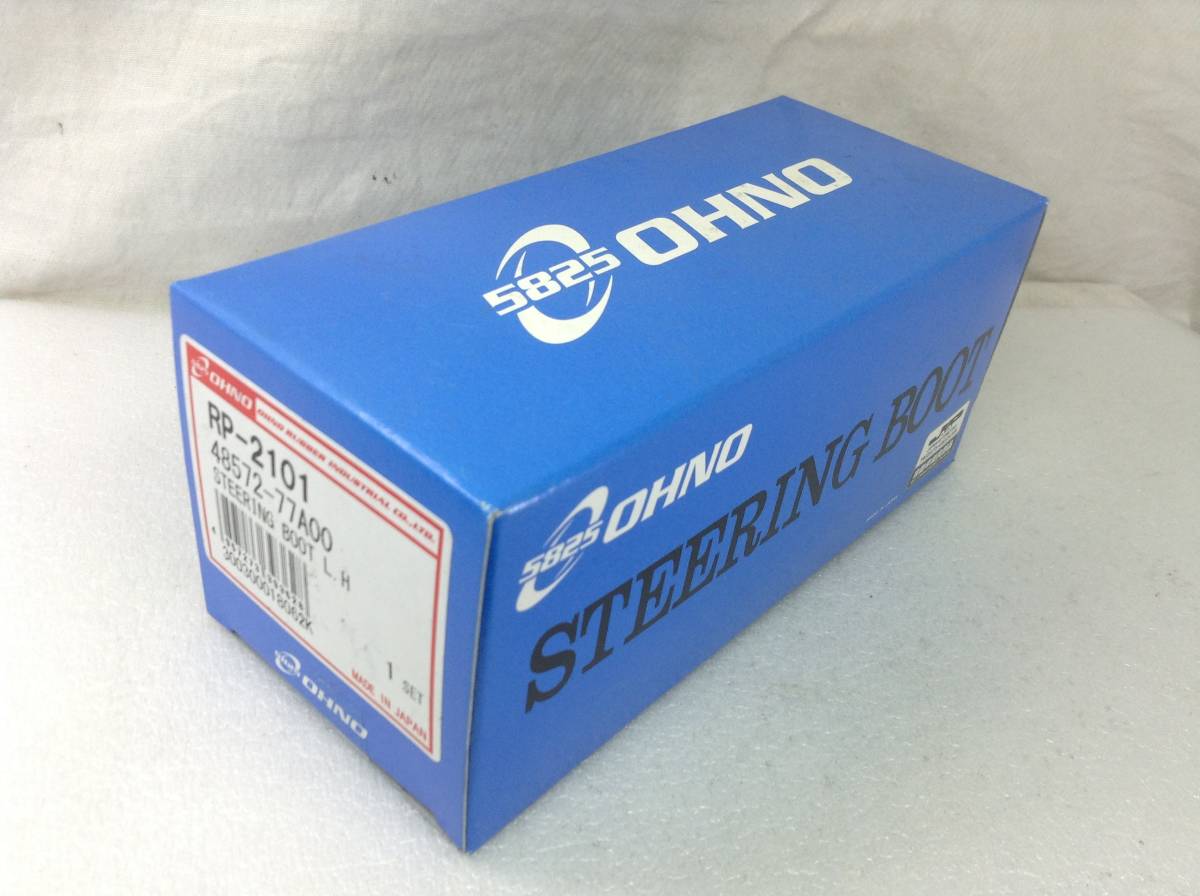 5825 OHNO
5825 OHNO
STEERING BOOT
OHNO OHNO RUBBER INDUSTRIAL CO.,LTD.
RP-2101
48572-77A00
STEERING BOOT L.H
300300018062K
1 SET
MADE IN JAPAN
OHNO